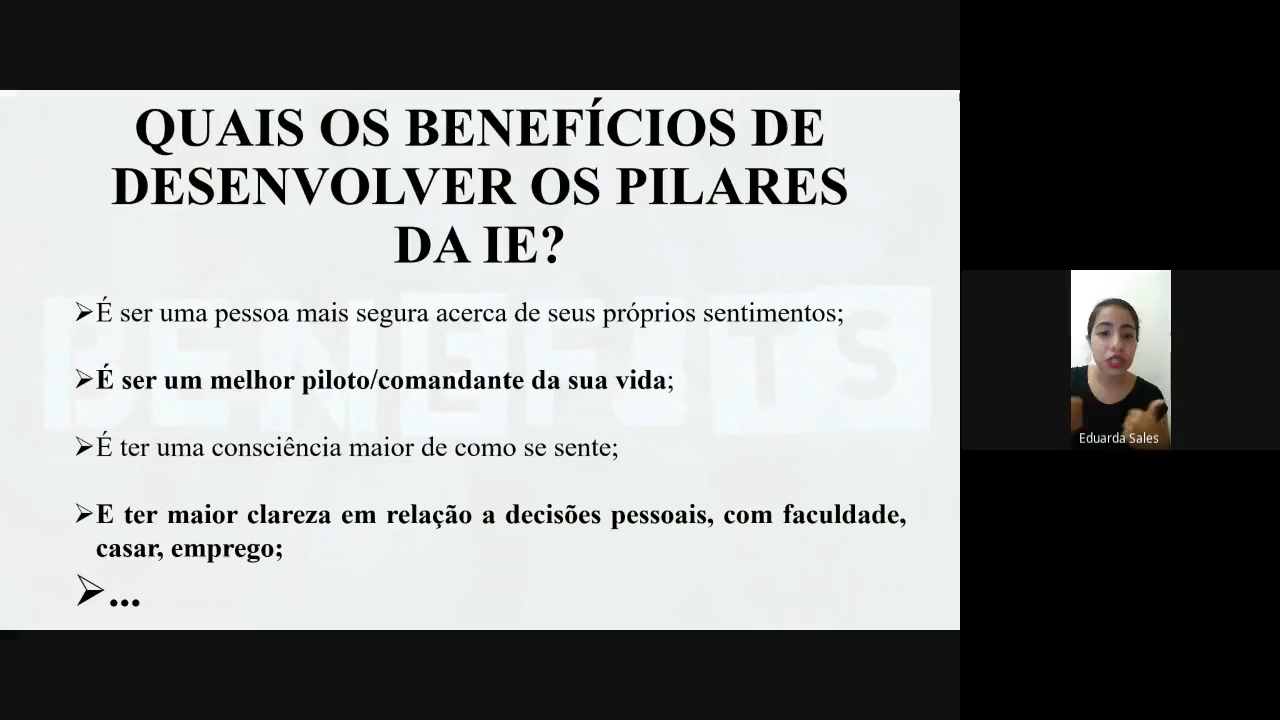 QUAIS OS BENEFÍCIOS DE
DESENVOLVER OS PILARES
DA IE?
➢É ser uma pessoa mais segura acerca de seus próprios sentimentos;
➢É ser um melhor piloto/comandante da sua vida;
➢É ter uma consciência maior de como se sente;
➢E ter maior clareza em relação a decisões pessoais, com faculdade,
casar, emprego;
➢...
BENEFITS
Eduarda Sales